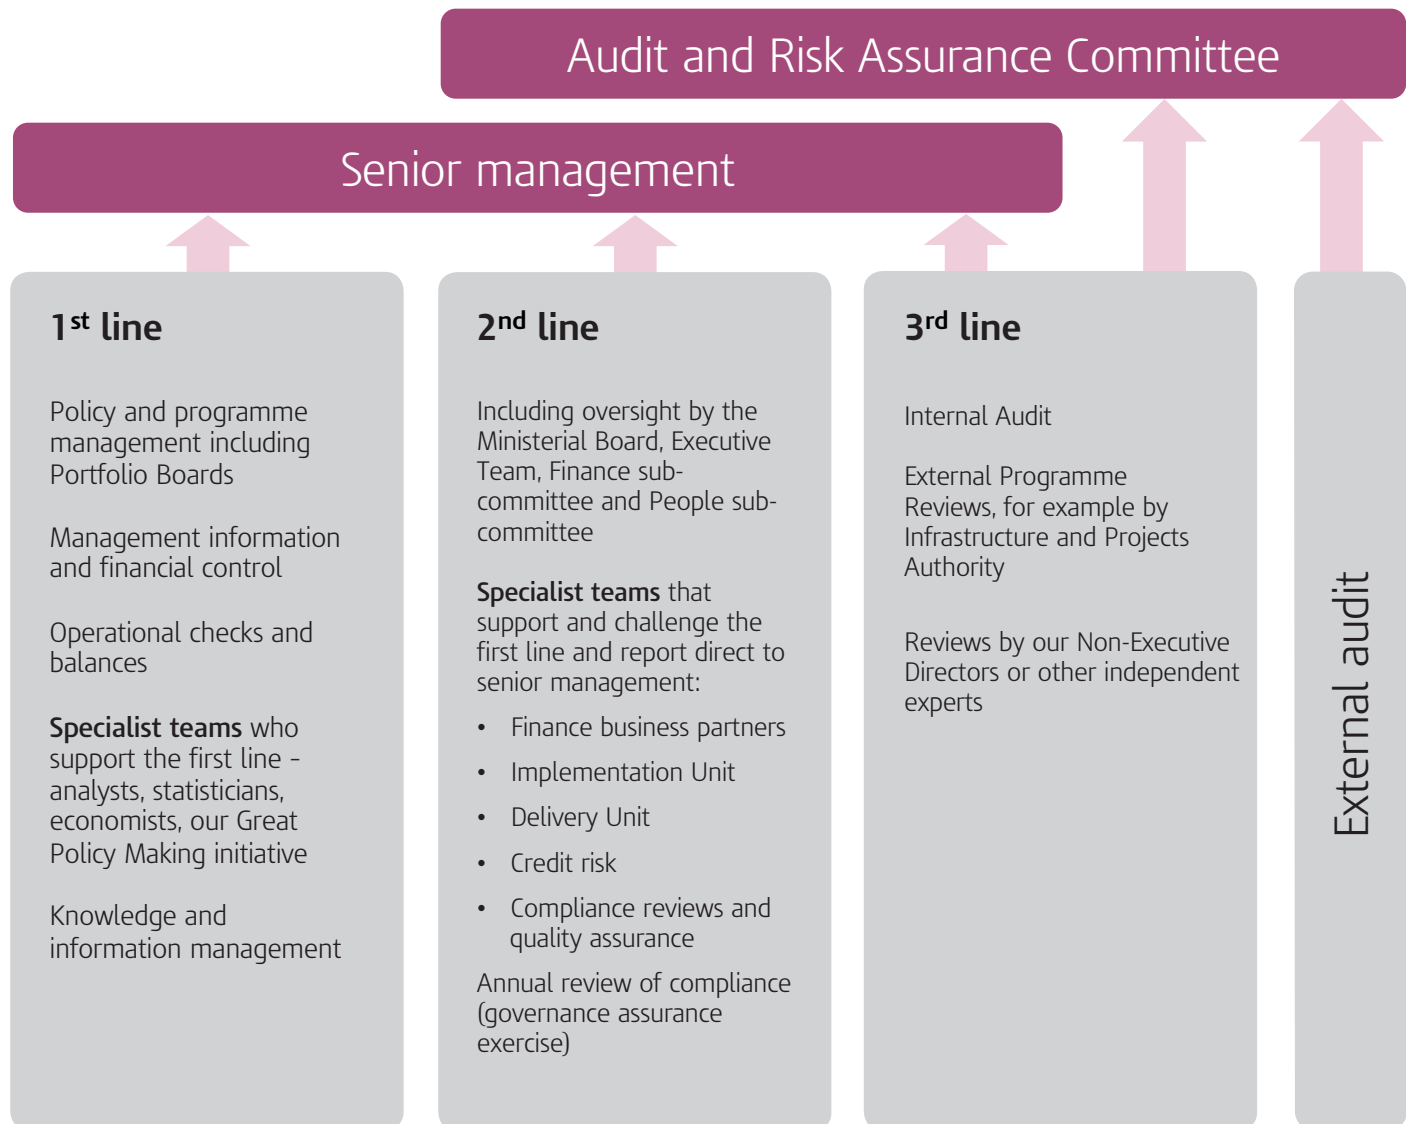 Audit and Risk Assurance Committee
Senior management
1st line
Policy and programme
management including
Portfolio Boards
Management information
and financial control
Operational checks and
balances
Specialist teams who
support the first line –
analysts, statisticians,
economists, our Great
Policy Making initiative
Knowledge and
information management
2nd line
Including oversight by the
Ministerial Board, Executive
Team, Finance sub-
committee and People sub-
committee
Specialist teams that
support and challenge the
first line and report direct to
senior management:
• Finance business partners
• Implementation Unit
• Delivery Unit
• Credit risk
• Compliance reviews and
quality assurance
Annual review of compliance
(governance assurance
exercise)
3rd line
Internal Audit
External Programme
Reviews, for example by
Infrastructure and Projects
Authority
Reviews by our Non-Executive
Directors or other independent
experts
External audit